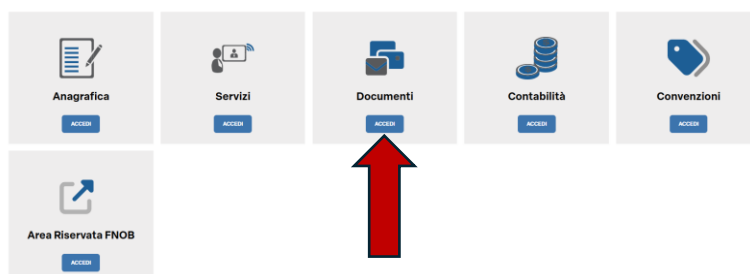 Anagrafica
ACCEDI
Servizi
ACCEDI
Documenti
ACCEDI
Contabilità
ACCEDI
Convenzioni
ACCEDI
Area Riservata FNOB
ACCEDI